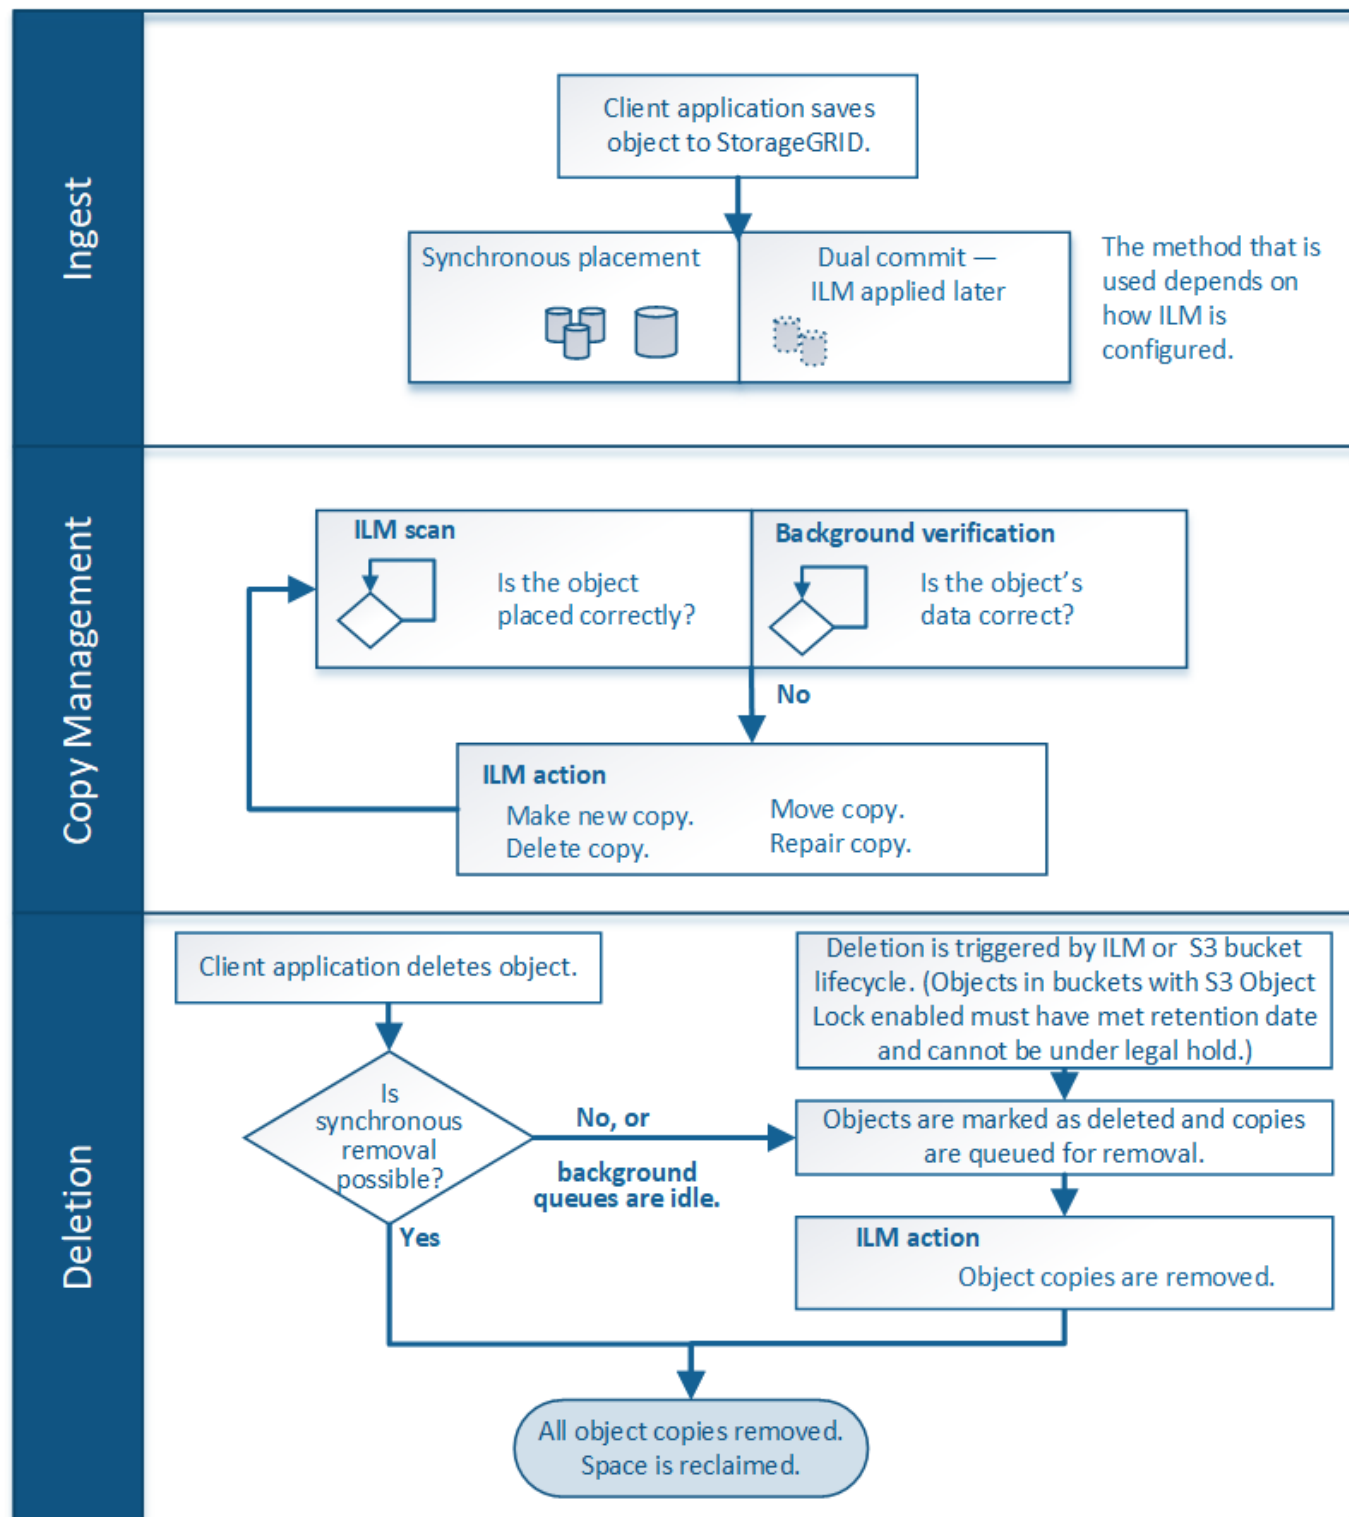 Ingest
Client application saves
object to StorageGRID.
Synchronous placement
Dual commit —
ILM applied later
The method that is
used depends on
how ILM is
configured.
Copy Management
ILM scan
Is the object
placed correctly?
Background verification
Is the object’s
data correct?
No
ILM action
Make new copy.
Delete copy.
Move copy.
Repair copy.
Deletion
Client application deletes object.
Is
synchronous
removal
possible?
No, or
background
queues are idle.
Yes
Deletion is triggered by ILM or S3 bucket
lifecycle. (Objects in buckets with S3 Object
Lock enabled must have met retention date
and cannot be under legal hold.)
Objects are marked as deleted and copies
are queued for removal.
ILM action
Object copies are removed.
All object copies removed.
Space is reclaimed.